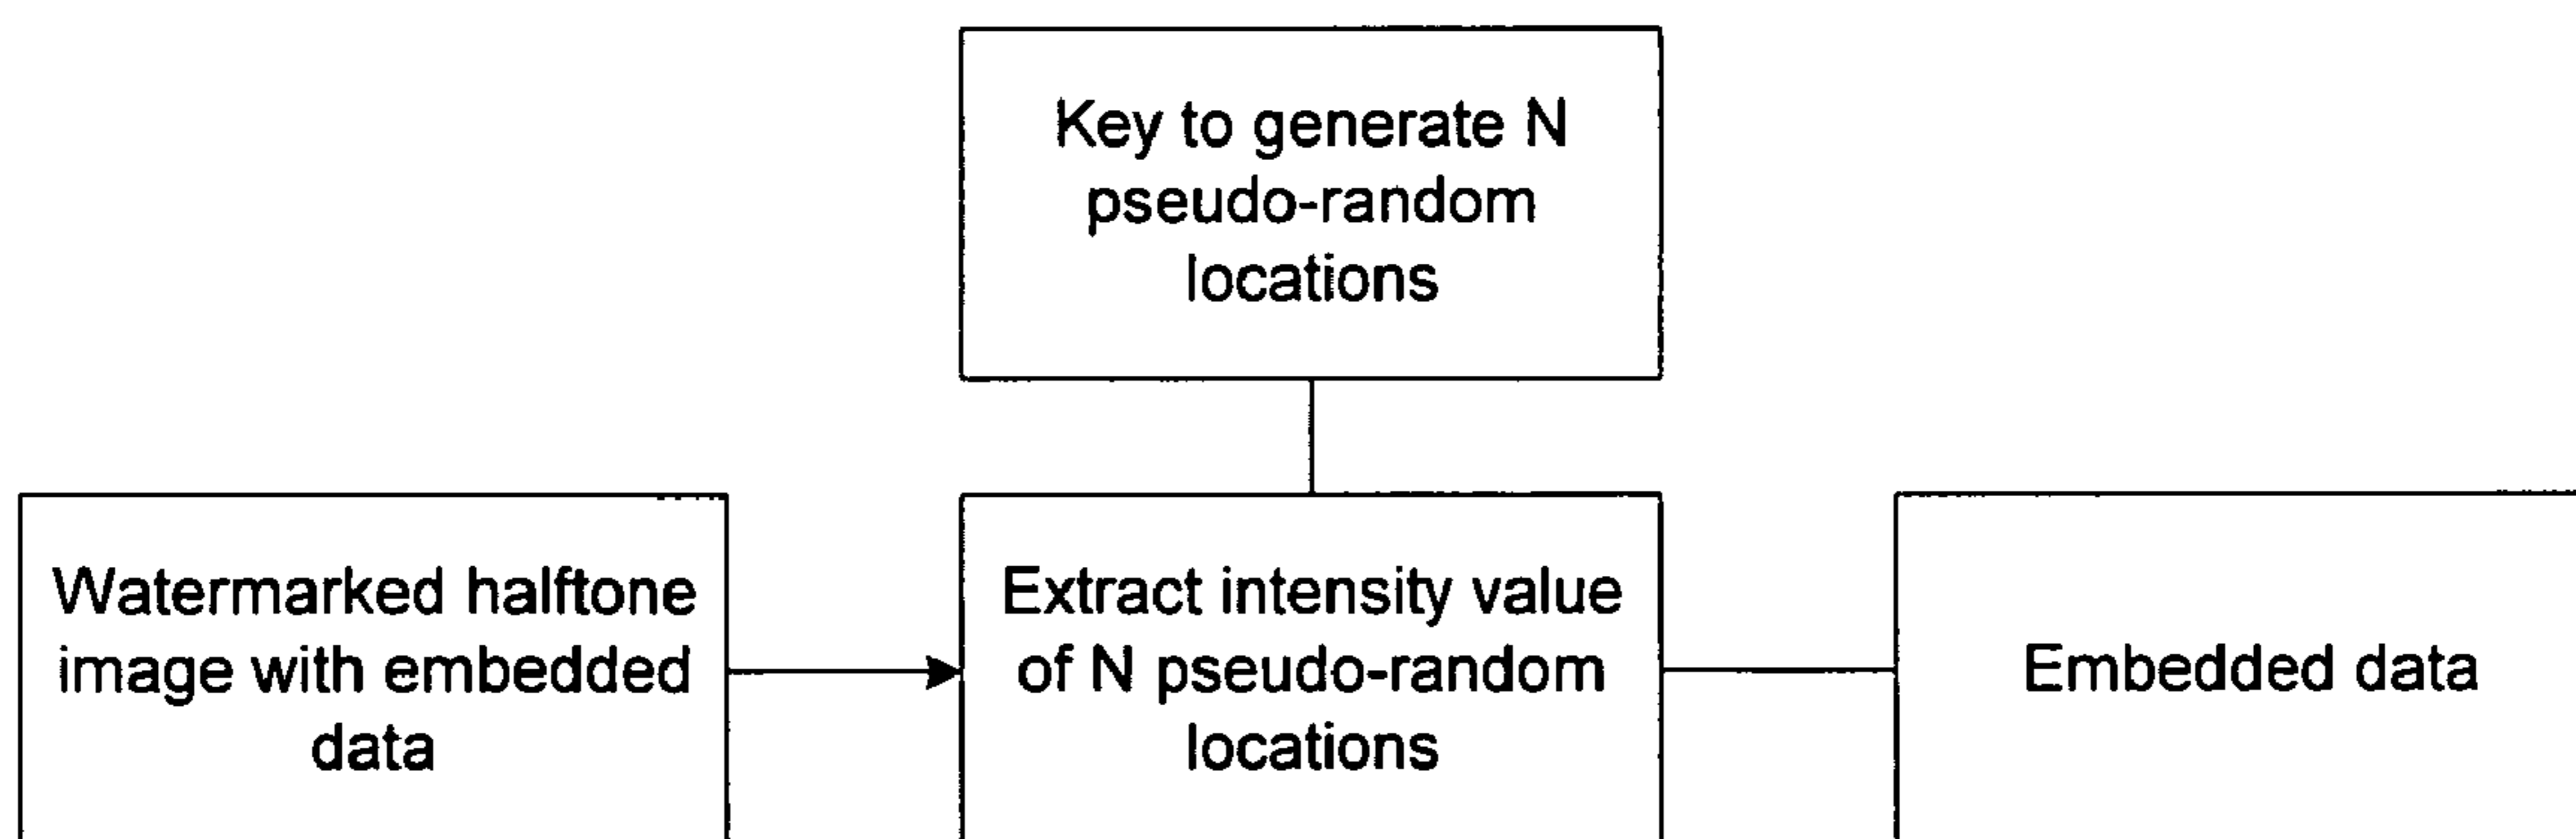 Key to generate N
pseudo-random
locations
Watermarked halftone
image with embedded
data
Extract intensity value
of N pseudo-random
locations
Embedded data